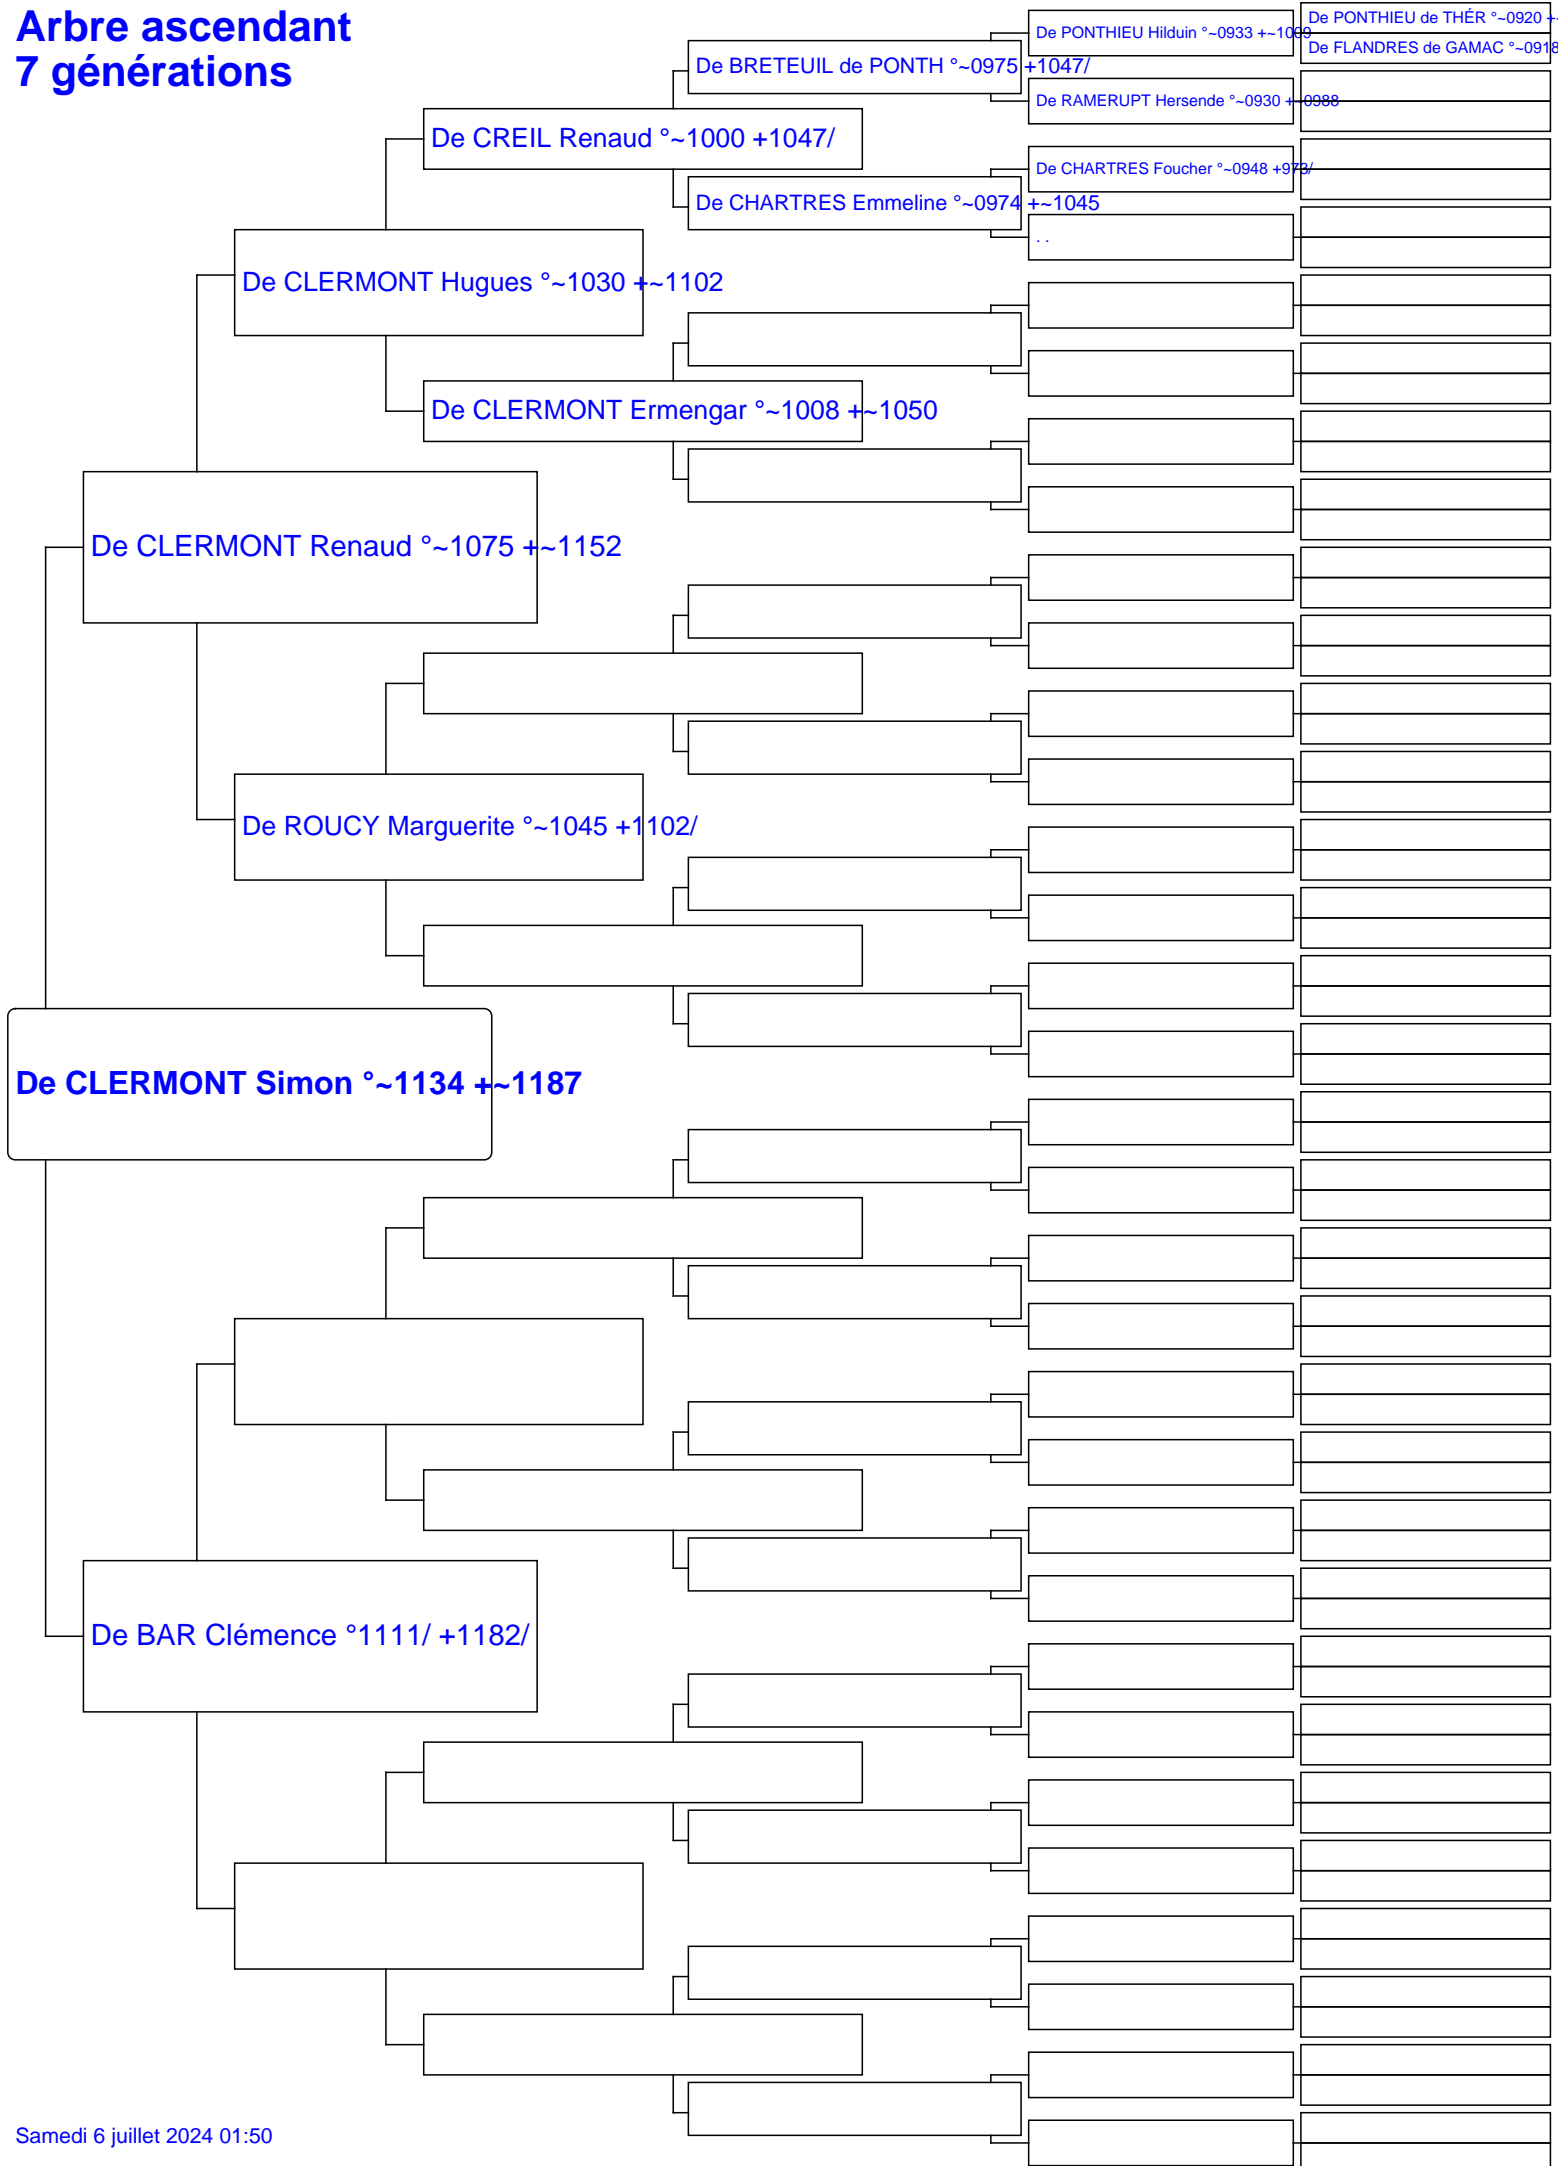 Arbre ascendant
7 générations
De PONTHIEU de THÉR °~0920 +
De PONTHIEU Hilduin °~0933 +~1009
De FLANDRES de GAMAC °~0918
De BRETEUIL de PONTH °~0975 +1047/
De RAMERUPT Hersende °~0930 +~0988
De CREIL Renaud °~1000 +1047/
De CHARTRES Foucher °~0948 +973/
De CHARTRES Emmeline °~0974 +~1045
. .
De CLERMONT Hugues °~1030 +~1102
De CLERMONT Ermengar °~1008 +~1050
De CLERMONT Renaud °~1075 +~1152
De ROUCY Marguerite °~1045 +1102/
De CLERMONT Simon °~1134 +~1187
De BAR Clémence °1111/ +1182/
Samedi 6 juillet 2024 01:50